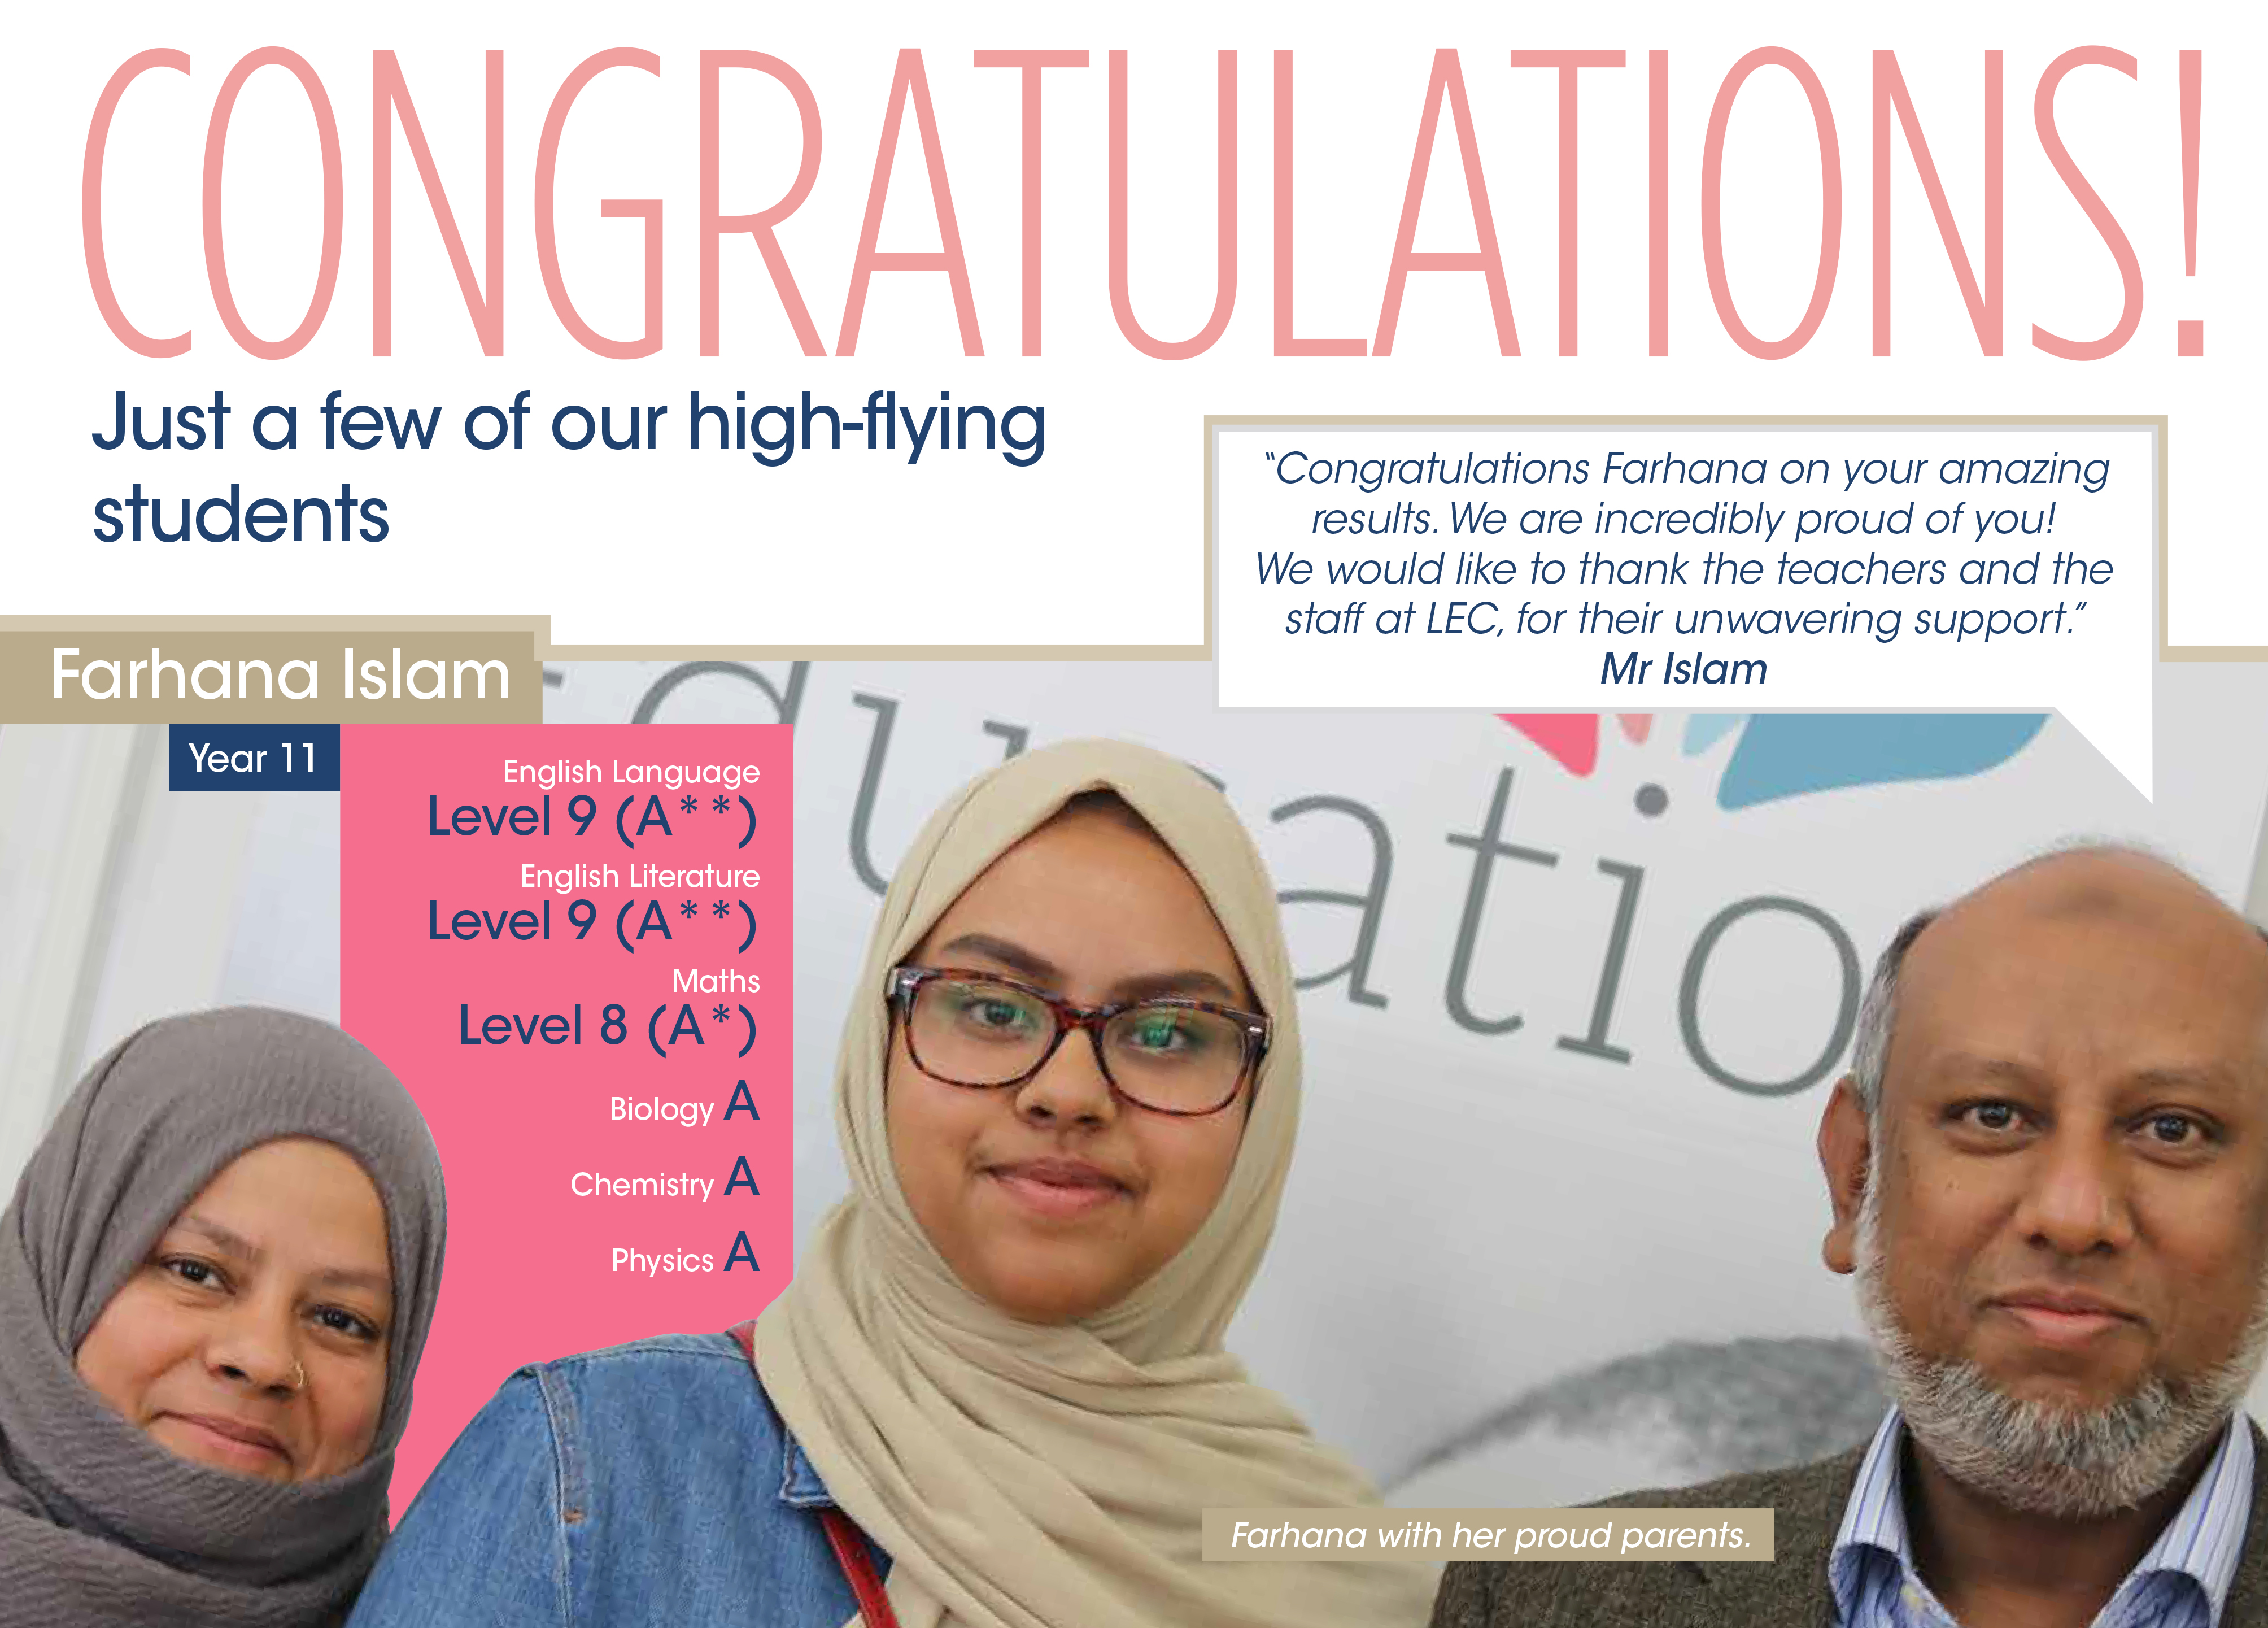 CONGRATULATIONS!
Just a few of our high-flying
students
"Congratulations Farhana on your amazing
results. We are incredibly proud of you!
We would like to thank the teachers and the
staff at LEC, for their unwavering support."
Mr Islam
Farhana Islam
Year 11
English Language
Level 9 (A**)
English Literature
Level 9 (A**)
Maths
Level 8 (A*)
Biology A
Chemistry A
Physics A
Farhana with her proud parents.